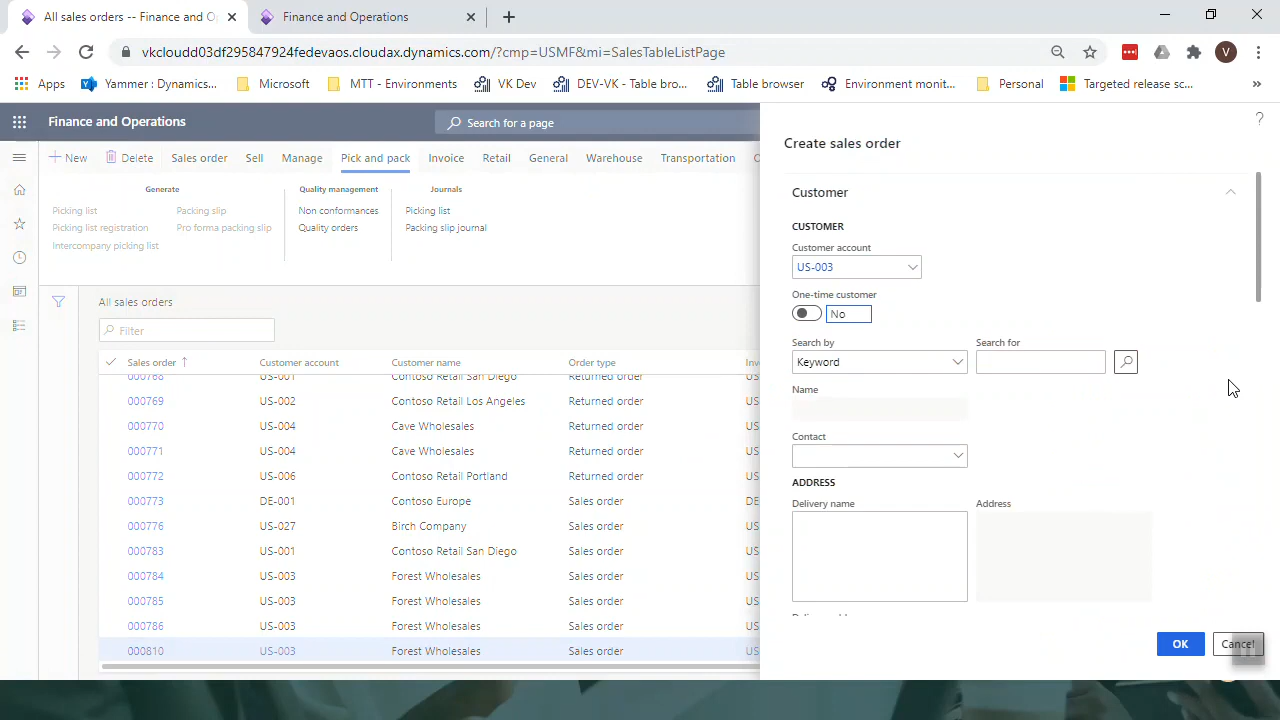 All sales orders -- Finance and O
Finance and Operations
vkcloudd03df295847924fedevaos.cloudax.dynamics.com/?cmp=USMF&mi=SalesTableListPage
V
Apps
Yammer : Dynamics...
Microsoft
MTT - Environments
VK Dev
DEV-VK - Table bro...
Table browser
Environment monit...
Personal
Targeted release sc...
»
Finance and Operations
Search for a page
?
New
Delete
Sales order
Sell
Manage
Pick and pack
Invoice
Retail
General
Warehouse
Transportation
Generate
Picking list
Packing slip
Picking list registration
Pro forma packing slip
Intercompany picking list
Quality management
Non conformances
Quality orders
Journals
Picking list
Packing slip journal
All sales orders
Filter
Sales order ↑ Customer account Customer name Order type Inv
000768 US-001 Contoso Retail San Diego Returned order US
000769 US-002 Contoso Retail Los Angeles Returned order US
000770 US-004 Cave Wholesales Returned order US
000771 US-004 Cave Wholesales Returned order US
000772 US-006 Contoso Retail Portland Returned order US
000773 DE-001 Contoso Europe Sales order DE
000776 US-027 Birch Company Sales order US
000783 US-001 Contoso Retail San Diego Sales order US
000784 US-003 Forest Wholesales Sales order US
000785 US-003 Forest Wholesales Sales order US
000786 US-003 Forest Wholesales Sales order US
000810 US-003 Forest Wholesales Sales order US
Create sales order
Customer
CUSTOMER
Customer account
US-003
One-time customer
No
Search by
Keyword
Search for
Name
Contact
ADDRESS
Delivery name
Address
OK
Cancel